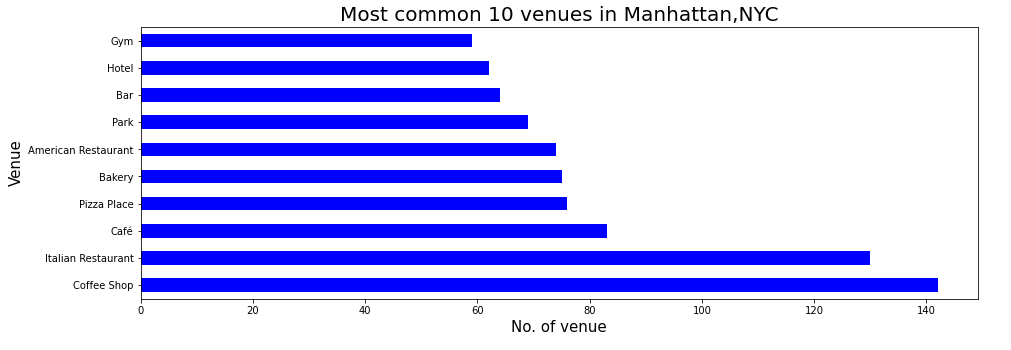 Most common 10 venues in Manhattan,NYC
Venue
Gym
Hotel
Bar
Park
American Restaurant
Bakery
Pizza Place
Café
Italian Restaurant
Coffee Shop
0 20 40 60 80 100 120 140
No. of venue